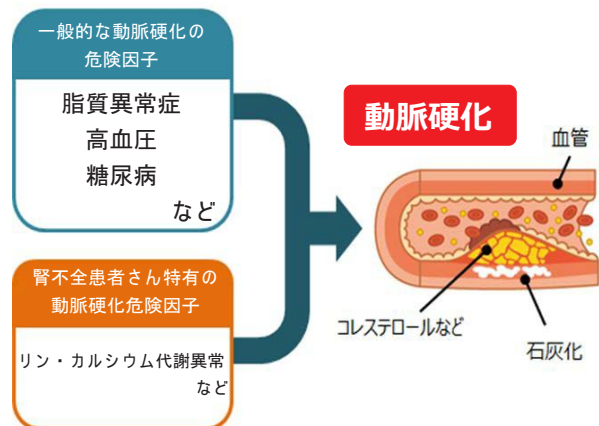 一般的な動脈硬化の
危険因子
脂質異常症
高血圧
糖尿病
など
腎不全患者さん特有の
動脈硬化危険因子
リン・カルシウム代謝異常
など
動脈硬化
血管
コレステロールなど
石灰化